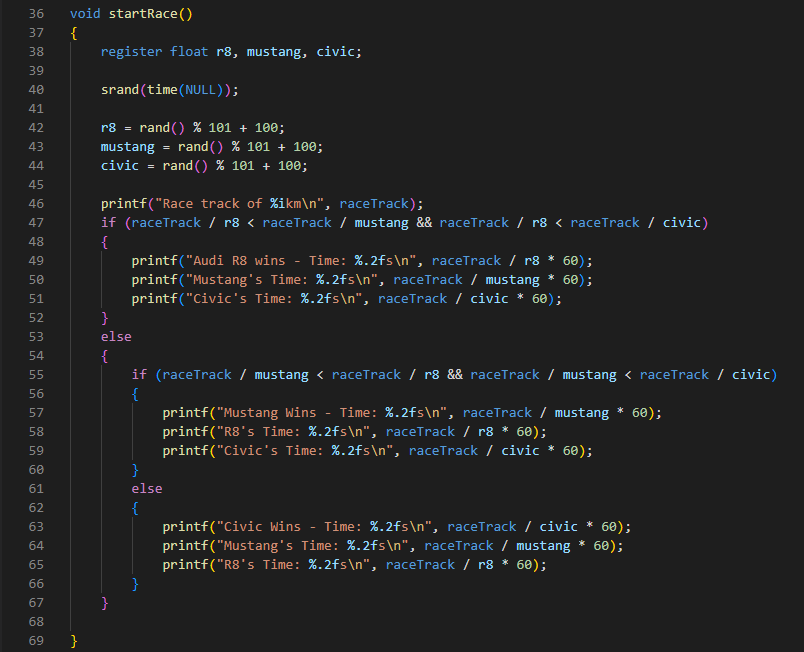 36 void startRace()
37 {
38     register float r8, mustang, civic;
39
40     srand(time(NULL));
41
42     r8 = rand() % 101 + 100;
43     mustang = rand() % 101 + 100;
44     civic = rand() % 101 + 100;
45
46     printf("Race track of %ikm\n", raceTrack);
47     if (raceTrack / r8 < raceTrack / mustang && raceTrack / r8 < raceTrack / civic)
48     {
49         printf("Audi R8 wins - Time: %.2fs\n", raceTrack / r8 * 60);
50         printf("Mustang's Time: %.2fs\n", raceTrack / mustang * 60);
51         printf("Civic's Time: %.2fs\n", raceTrack / civic * 60);
52     }
53     else
54     {
55         if (raceTrack / mustang < raceTrack / r8 && raceTrack / mustang < raceTrack / civic)
56         {
57             printf("Mustang Wins - Time: %.2fs\n", raceTrack / mustang * 60);
58             printf("R8's Time: %.2fs\n", raceTrack / r8 * 60);
59             printf("Civic's Time: %.2fs\n", raceTrack / civic * 60);
60         }
61         else
62         {
63             printf("Civic Wins - Time: %.2fs\n", raceTrack / civic * 60);
64             printf("Mustang's Time: %.2fs\n", raceTrack / mustang * 60);
65             printf("R8's Time: %.2fs\n", raceTrack / r8 * 60);
66         }
67     }
68
69 }